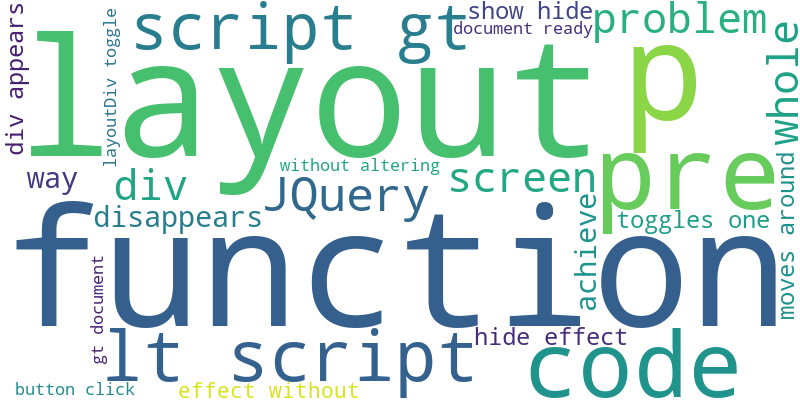 show hide
script gt
document ready
problem
div appears
layoutDiv toggle
layout
p
whole
without altering
way
div
JQuery
screen
pre
disappears
achieve
toggles one
moves around
function
gt document
lt script
hide effect
code
button click
effect without